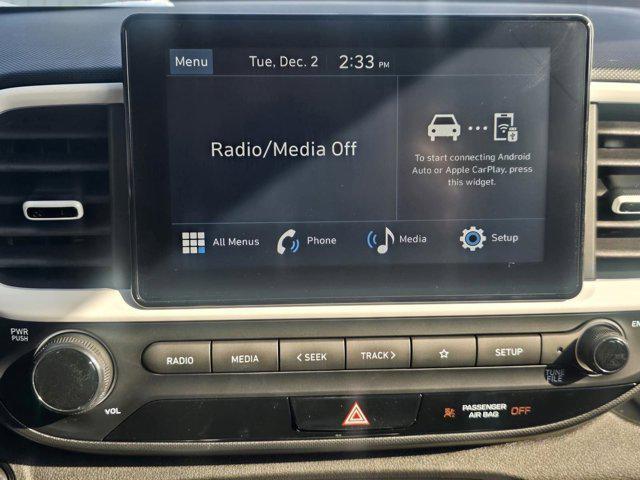 Menu
Tue, Dec. 2
2:33 PM
Radio/Media Off
To start connecting Android
Auto or Apple CarPlay, press
this widget.
All Menus
Phone
Media
Setup
PWR
PUSH
VOL
RADIO
MEDIA
< SEEK
TRACK >
SETUP
TUNE
FILE
PASSENGER
AIR BAG
OFF